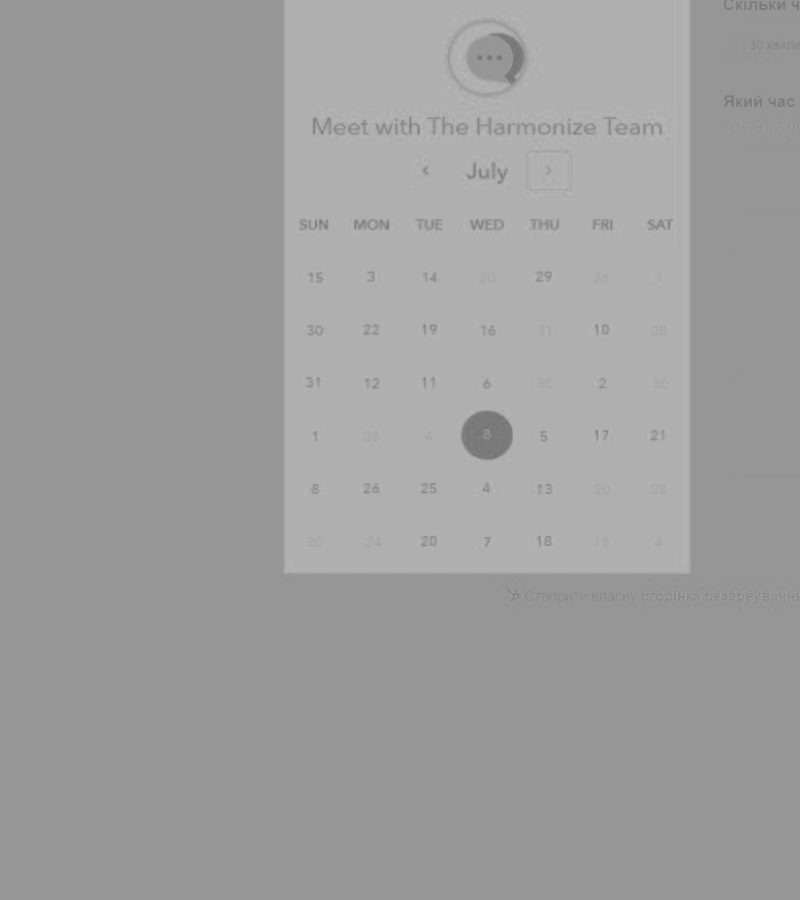 Meet with The Harmonize Team
‹ July ›
SUN MON TUE WED THU FRI SAT
15 3 14 20 29 26 1
30 22 19 16 31 10 28
31 12 11 6 30 2 30
1 28 4 8 5 17 21
8 26 25 4 13 20 28
30 24 20 7 18 18 4
Скільки ч
30 хвили
Який час
Створити власну сторінка резервування